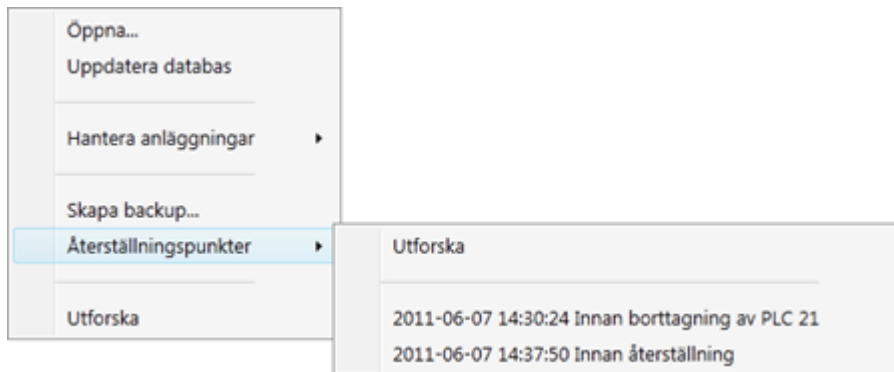 Öppna...
Uppdatera databas
Hantera anläggningar
Skapa backup...
Återställningspunkter
Utforska
Utforska
2011-06-07 14:30:24 Innan borttagning av PLC 21
2011-06-07 14:37:50 Innan återställning